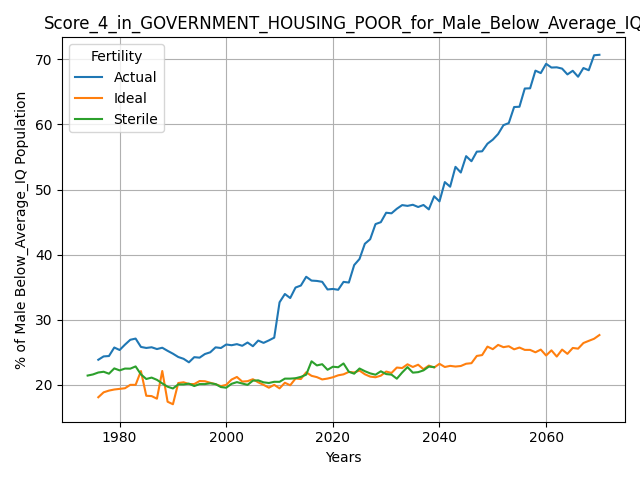 Score_4_in_GOVERNMENT_HOUSING_POOR_for_Male_Below_Average_IQ
Fertility
Actual
Ideal
Sterile
% of Male Below_Average_IQ Population
70
60
50
40
30
20
1980
2000
2020
2040
2060
Years